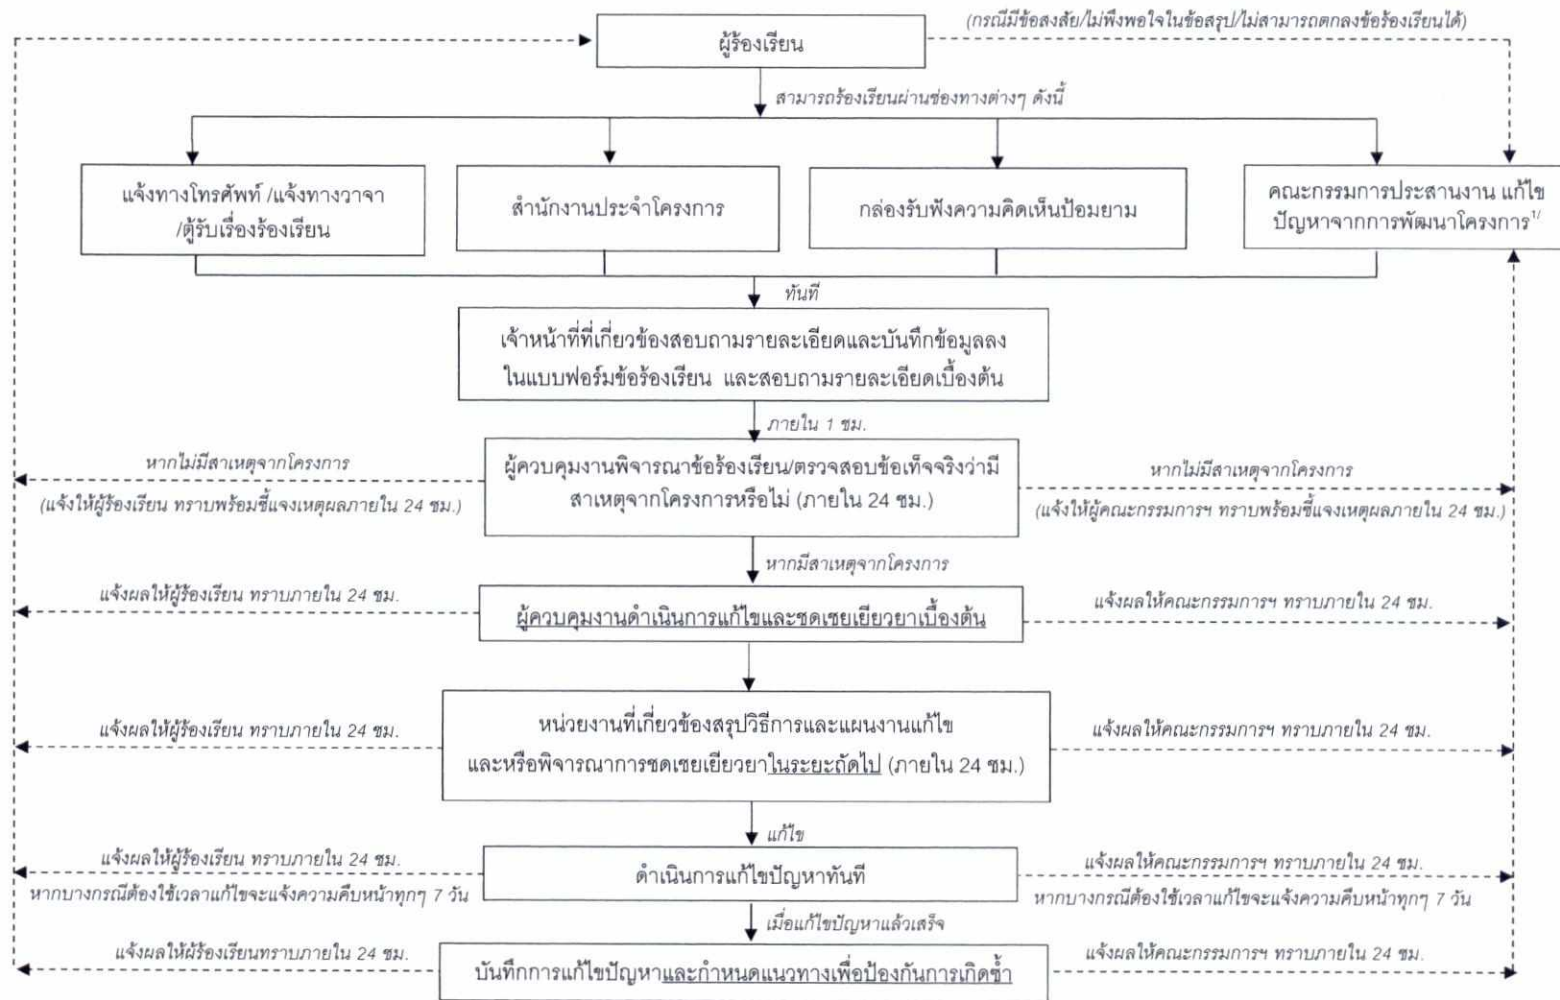 (กรณีมีข้อสงสัย/ไม่พึงพอใจในข้อสรุป/ไม่สามารถตกลงข้อร้องเรียนได้)
ผู้ร้องเรียน
สามารถร้องเรียนผ่านช่องทางต่างๆ ดังนี้
แจ้งทางโทรศัพท์ /แจ้งทางวาจา
/ตู้รับเรื่องร้องเรียน
สำนักงานประจำโครงการ
กล่องรับฟังความคิดเห็นป้อมยาม
คณะกรรมการประสานงาน แก้ไข
ปัญหาจากการพัฒนาโครงการ1/
ทันที
เจ้าหน้าที่ที่เกี่ยวข้องสอบถามรายละเอียดและบันทึกข้อมูลลง
ในแบบฟอร์มข้อร้องเรียน และสอบถามรายละเอียดเบื้องต้น
ภายใน 1 ชม.
หากไม่มีสาเหตุจากโครงการ
(แจ้งให้ผู้ร้องเรียน ทราบพร้อมชี้แจงเหตุผลภายใน 24 ชม.)
ผู้ควบคุมงานพิจารณาข้อร้องเรียน/ตรวจสอบข้อเท็จจริงว่ามี
สาเหตุจากโครงการหรือไม่ (ภายใน 24 ชม.)
หากไม่มีสาเหตุจากโครงการ
(แจ้งให้ผู้คณะกรรมการฯ ทราบพร้อมชี้แจงเหตุผลภายใน 24 ชม.)
หากมีสาเหตุจากโครงการ
แจ้งผลให้ผู้ร้องเรียน ทราบภายใน 24 ชม.
ผู้ควบคุมงานดำเนินการแก้ไขและชดเชยเยียวยาเบื้องต้น
แจ้งผลให้คณะกรรมการฯ ทราบภายใน 24 ชม.
แจ้งผลให้ผู้ร้องเรียน ทราบภายใน 24 ชม.
หน่วยงานที่เกี่ยวข้องสรุปวิธีการและแผนงานแก้ไข
และหรือพิจารณาการชดเชยเยียวยาในระยะถัดไป (ภายใน 24 ชม.)
แจ้งผลให้คณะกรรมการฯ ทราบภายใน 24 ชม.
แก้ไข
แจ้งผลให้ผู้ร้องเรียน ทราบภายใน 24 ชม.
หากบางกรณีต้องใช้เวลาแก้ไขจะแจ้งความคืบหน้าทุกๆ 7 วัน
ดำเนินการแก้ไขปัญหาทันที
แจ้งผลให้คณะกรรมการฯ ทราบภายใน 24 ชม.
หากบางกรณีต้องใช้เวลาแก้ไขจะแจ้งความคืบหน้าทุกๆ 7 วัน
เมื่อแก้ไขปัญหาแล้วเสร็จ
แจ้งผลให้ผู้ร้องเรียนทราบภายใน 24 ชม.
บันทึกการแก้ไขปัญหาและกำหนดแนวทางเพื่อป้องกันการเกิดซ้ำ
แจ้งผลให้คณะกรรมการฯ ทราบภายใน 24 ชม.